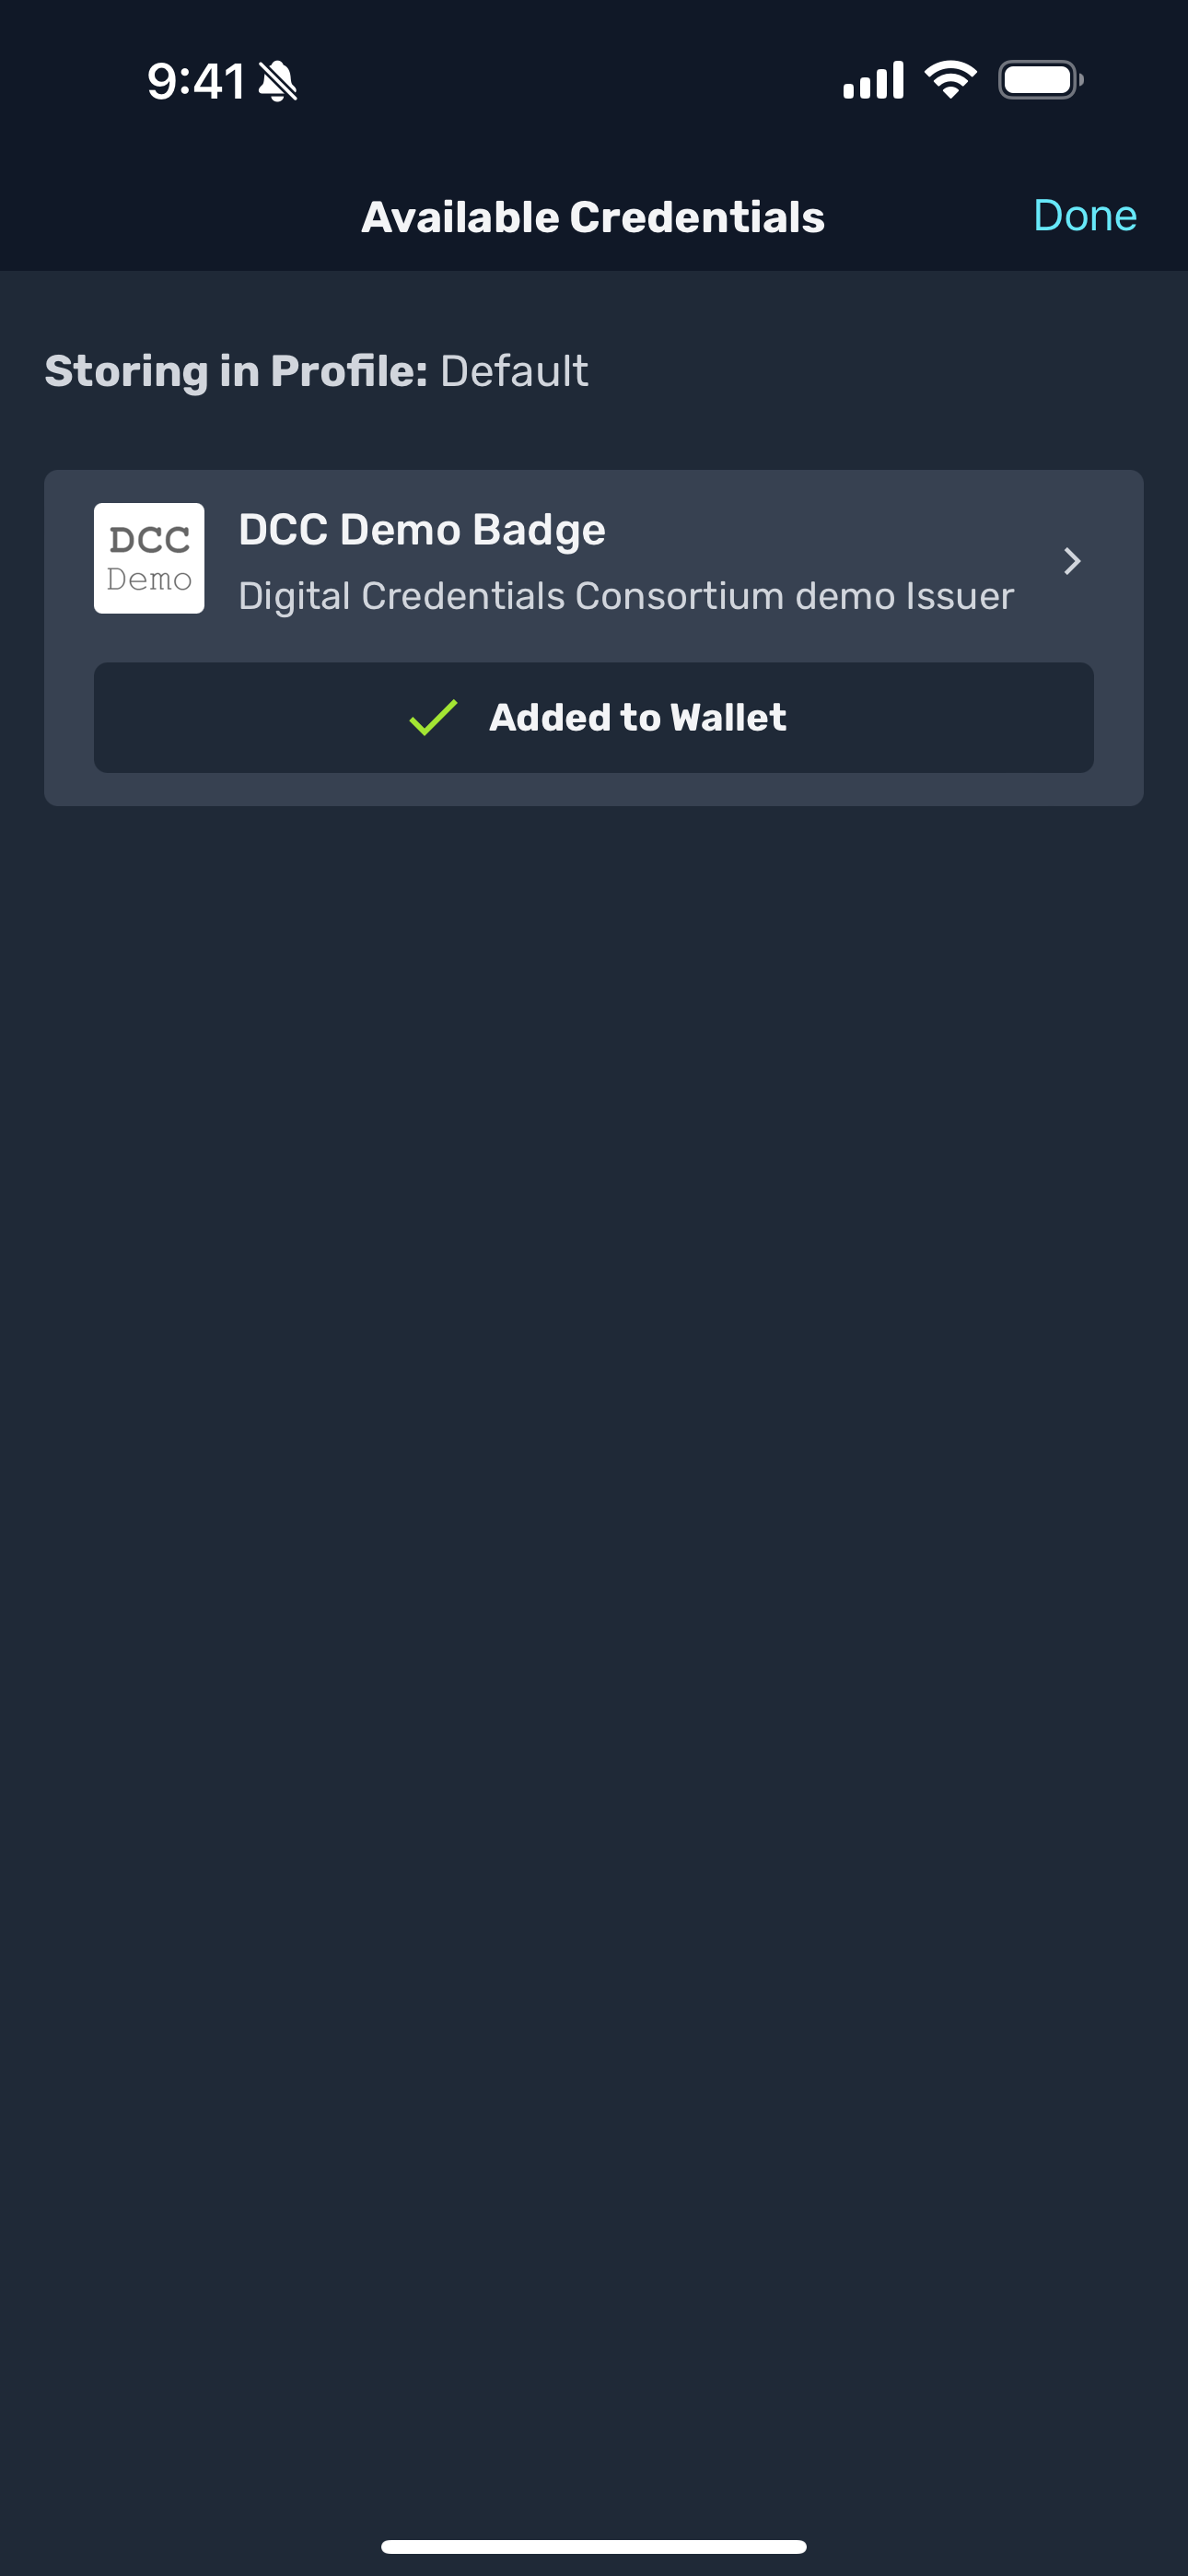 9:41
Available Credentials
Done
Storing in Profile: Default
DCC
Demo
DCC Demo Badge
Digital Credentials Consortium demo Issuer
Added to Wallet